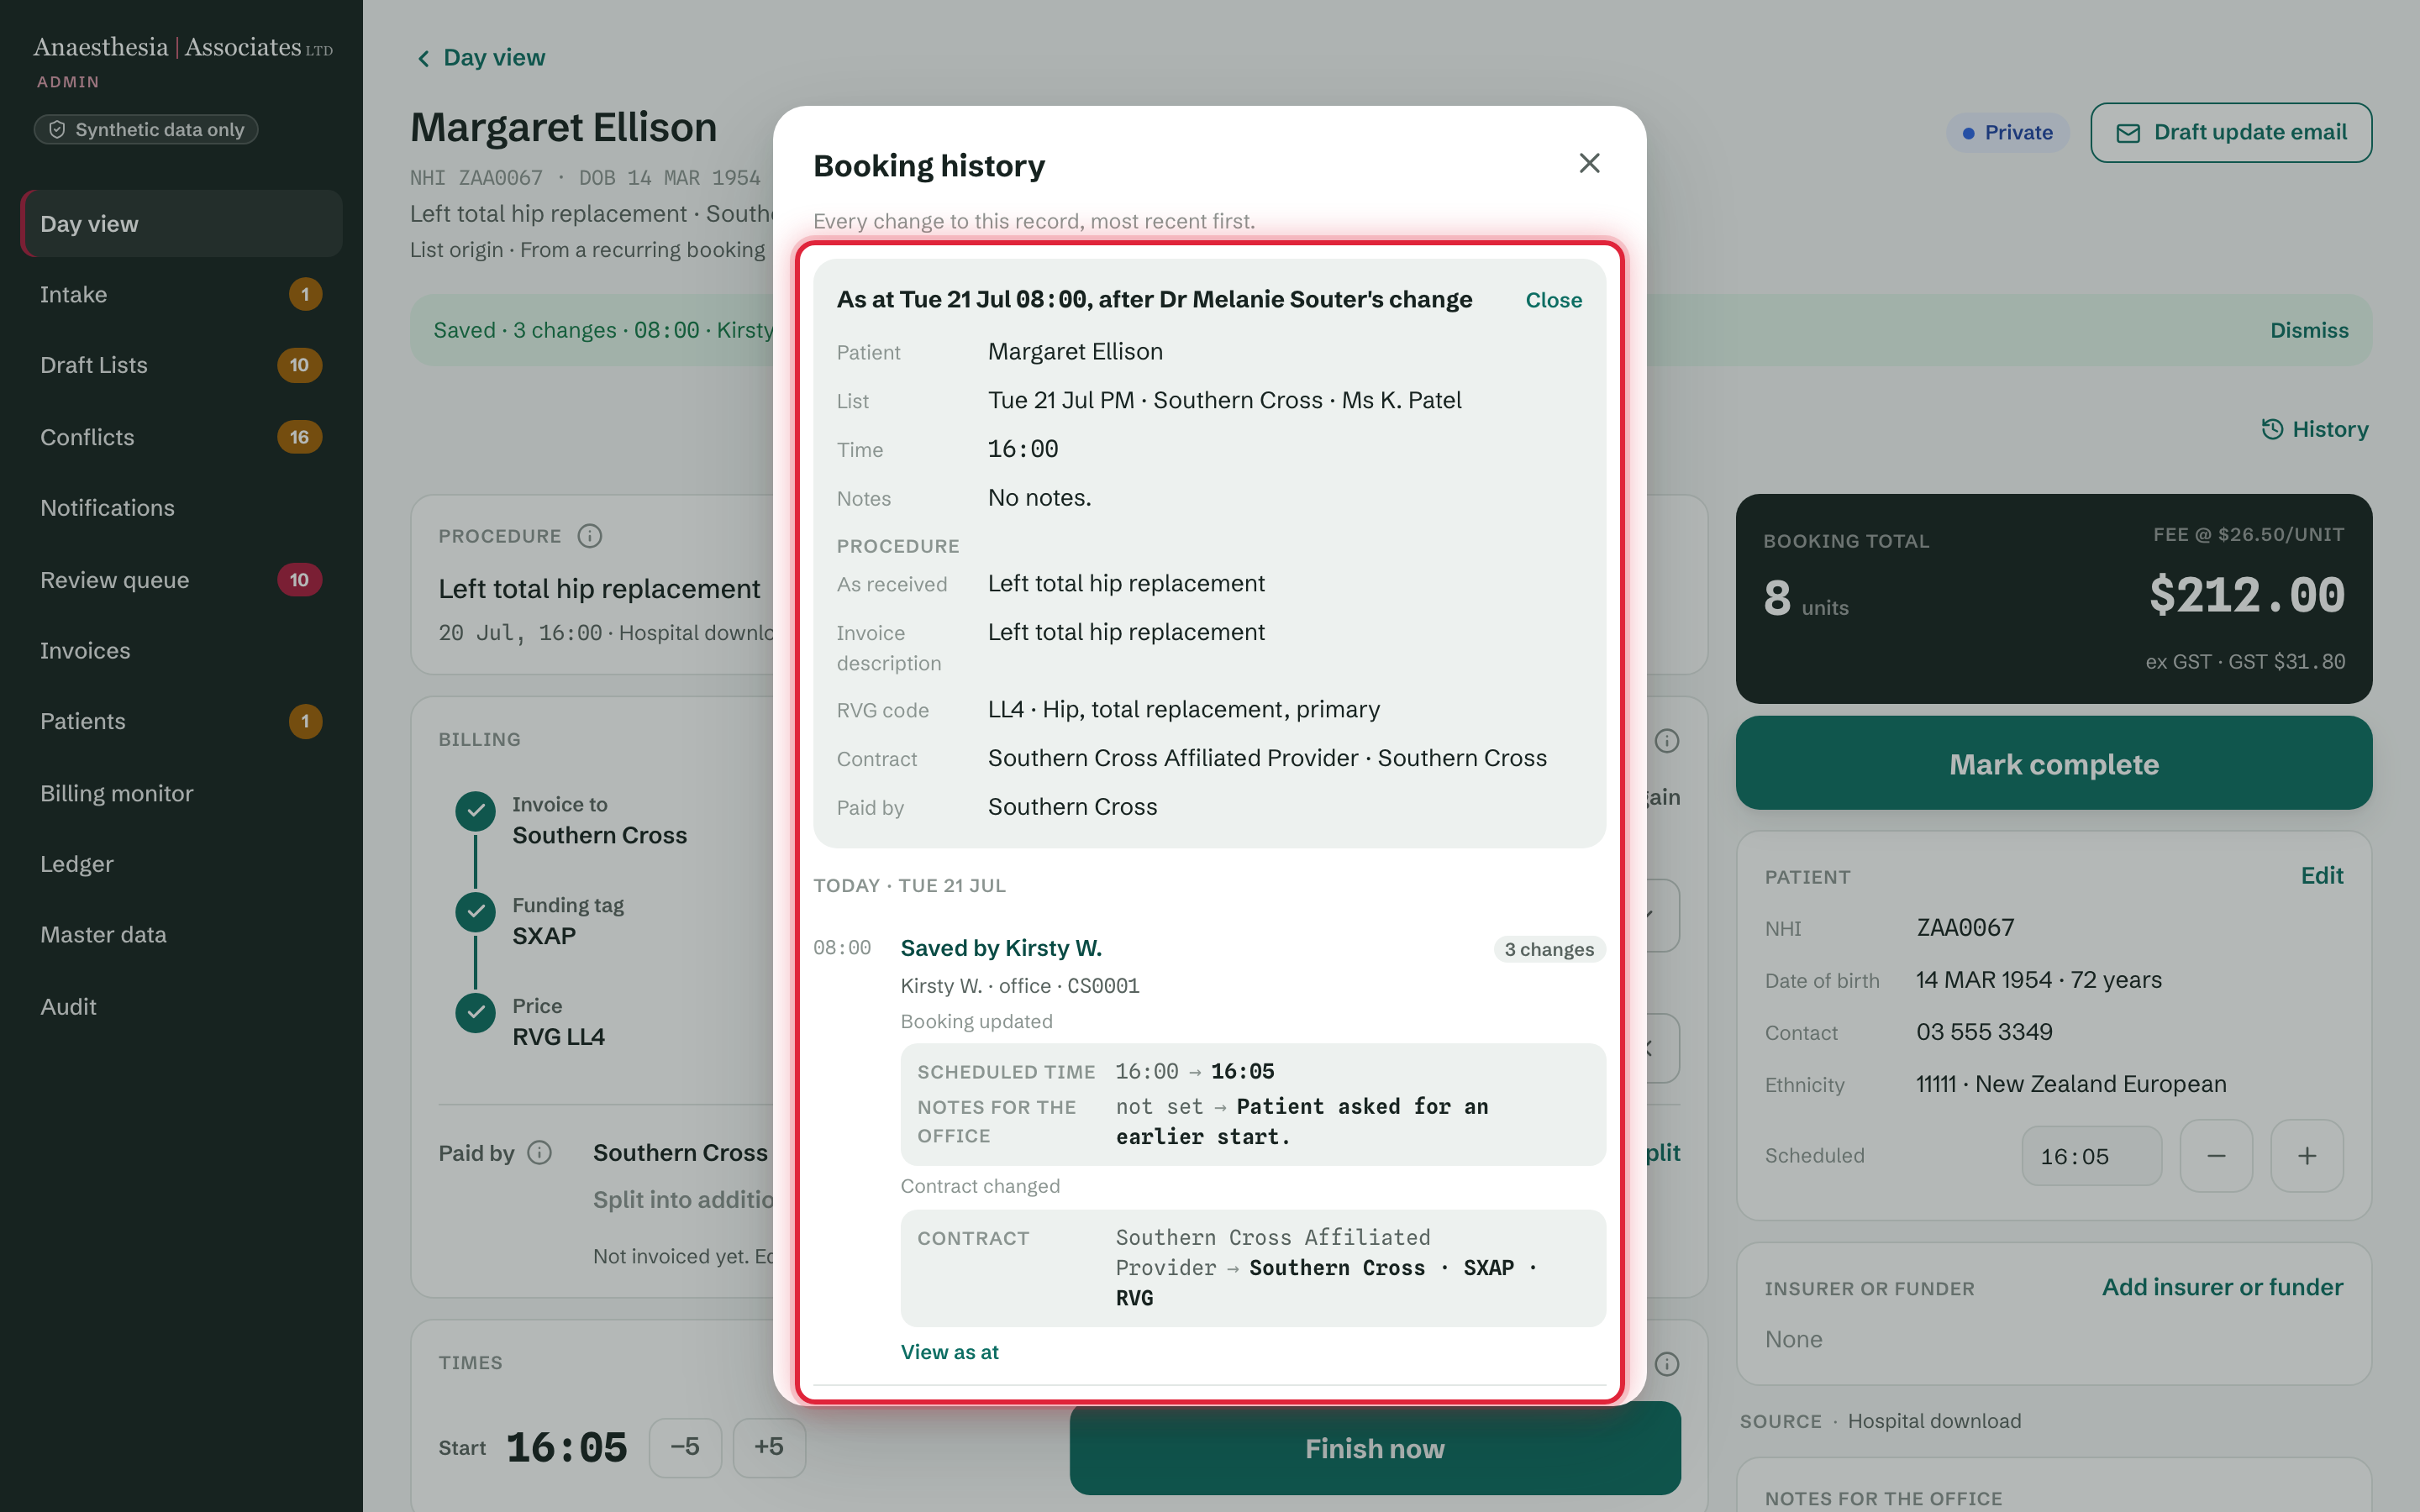 Anaesthesia | Associates LTD
ADMIN
Synthetic data only
Day view
Intake 1
Draft Lists 10
Conflicts 16
Notifications
Review queue 10
Invoices
Patients 1
Billing monitor
Ledger
Master data
Audit
Day view
Margaret Ellison
NHI ZAA0067 · DOB 14 MAR 1954
Left total hip replacement ·
List origin · From a recurring booking
Private
Draft update email
Saved · 3 changes · 08:00 · Kirsty
Dismiss
History
PROCEDURE
Left total hip replacement
20 Jul, 16:00 · Hospital
BILLING
Invoice to
Southern Cross
Funding tag
SXAP
Price
RVG LL4
Paid by Southern Cross
Split into
Not invoiced yet.
TIMES
Start 16:05 −5 +5
Finish now
Booking history
Every change to this record, most recent first.
As at Tue 21 Jul 08:00, after Dr Melanie Souter's change Close
Patient Margaret Ellison
List Tue 21 Jul PM · Southern Cross · Ms K. Patel
Time 16:00
Notes No notes.
PROCEDURE
As received Left total hip replacement
Invoice Left total hip replacement
description
RVG code LL4 · Hip, total replacement, primary
Contract Southern Cross Affiliated Provider · Southern Cross
Paid by Southern Cross
TODAY · TUE 21 JUL
08:00 Saved by Kirsty W. 3 changes
Kirsty W. · office · CS0001
Booking updated
SCHEDULED TIME 16:00 → 16:05
NOTES FOR THE not set → Patient asked for an
OFFICE earlier start.
Contract changed
CONTRACT Southern Cross Affiliated
Provider → Southern Cross · SXAP ·
RVG
View as at
BOOKING TOTAL FEE @ $26.50/UNIT
8 units $212.00
ex GST · GST $31.80
Mark complete
PATIENT Edit
NHI ZAA0067
Date of birth 14 MAR 1954 · 72 years
Contact 03 555 3349
Ethnicity 11111 · New Zealand European
Scheduled 16:05 − +
INSURER OR FUNDER Add insurer or funder
None
SOURCE · Hospital download
NOTES FOR THE OFFICE